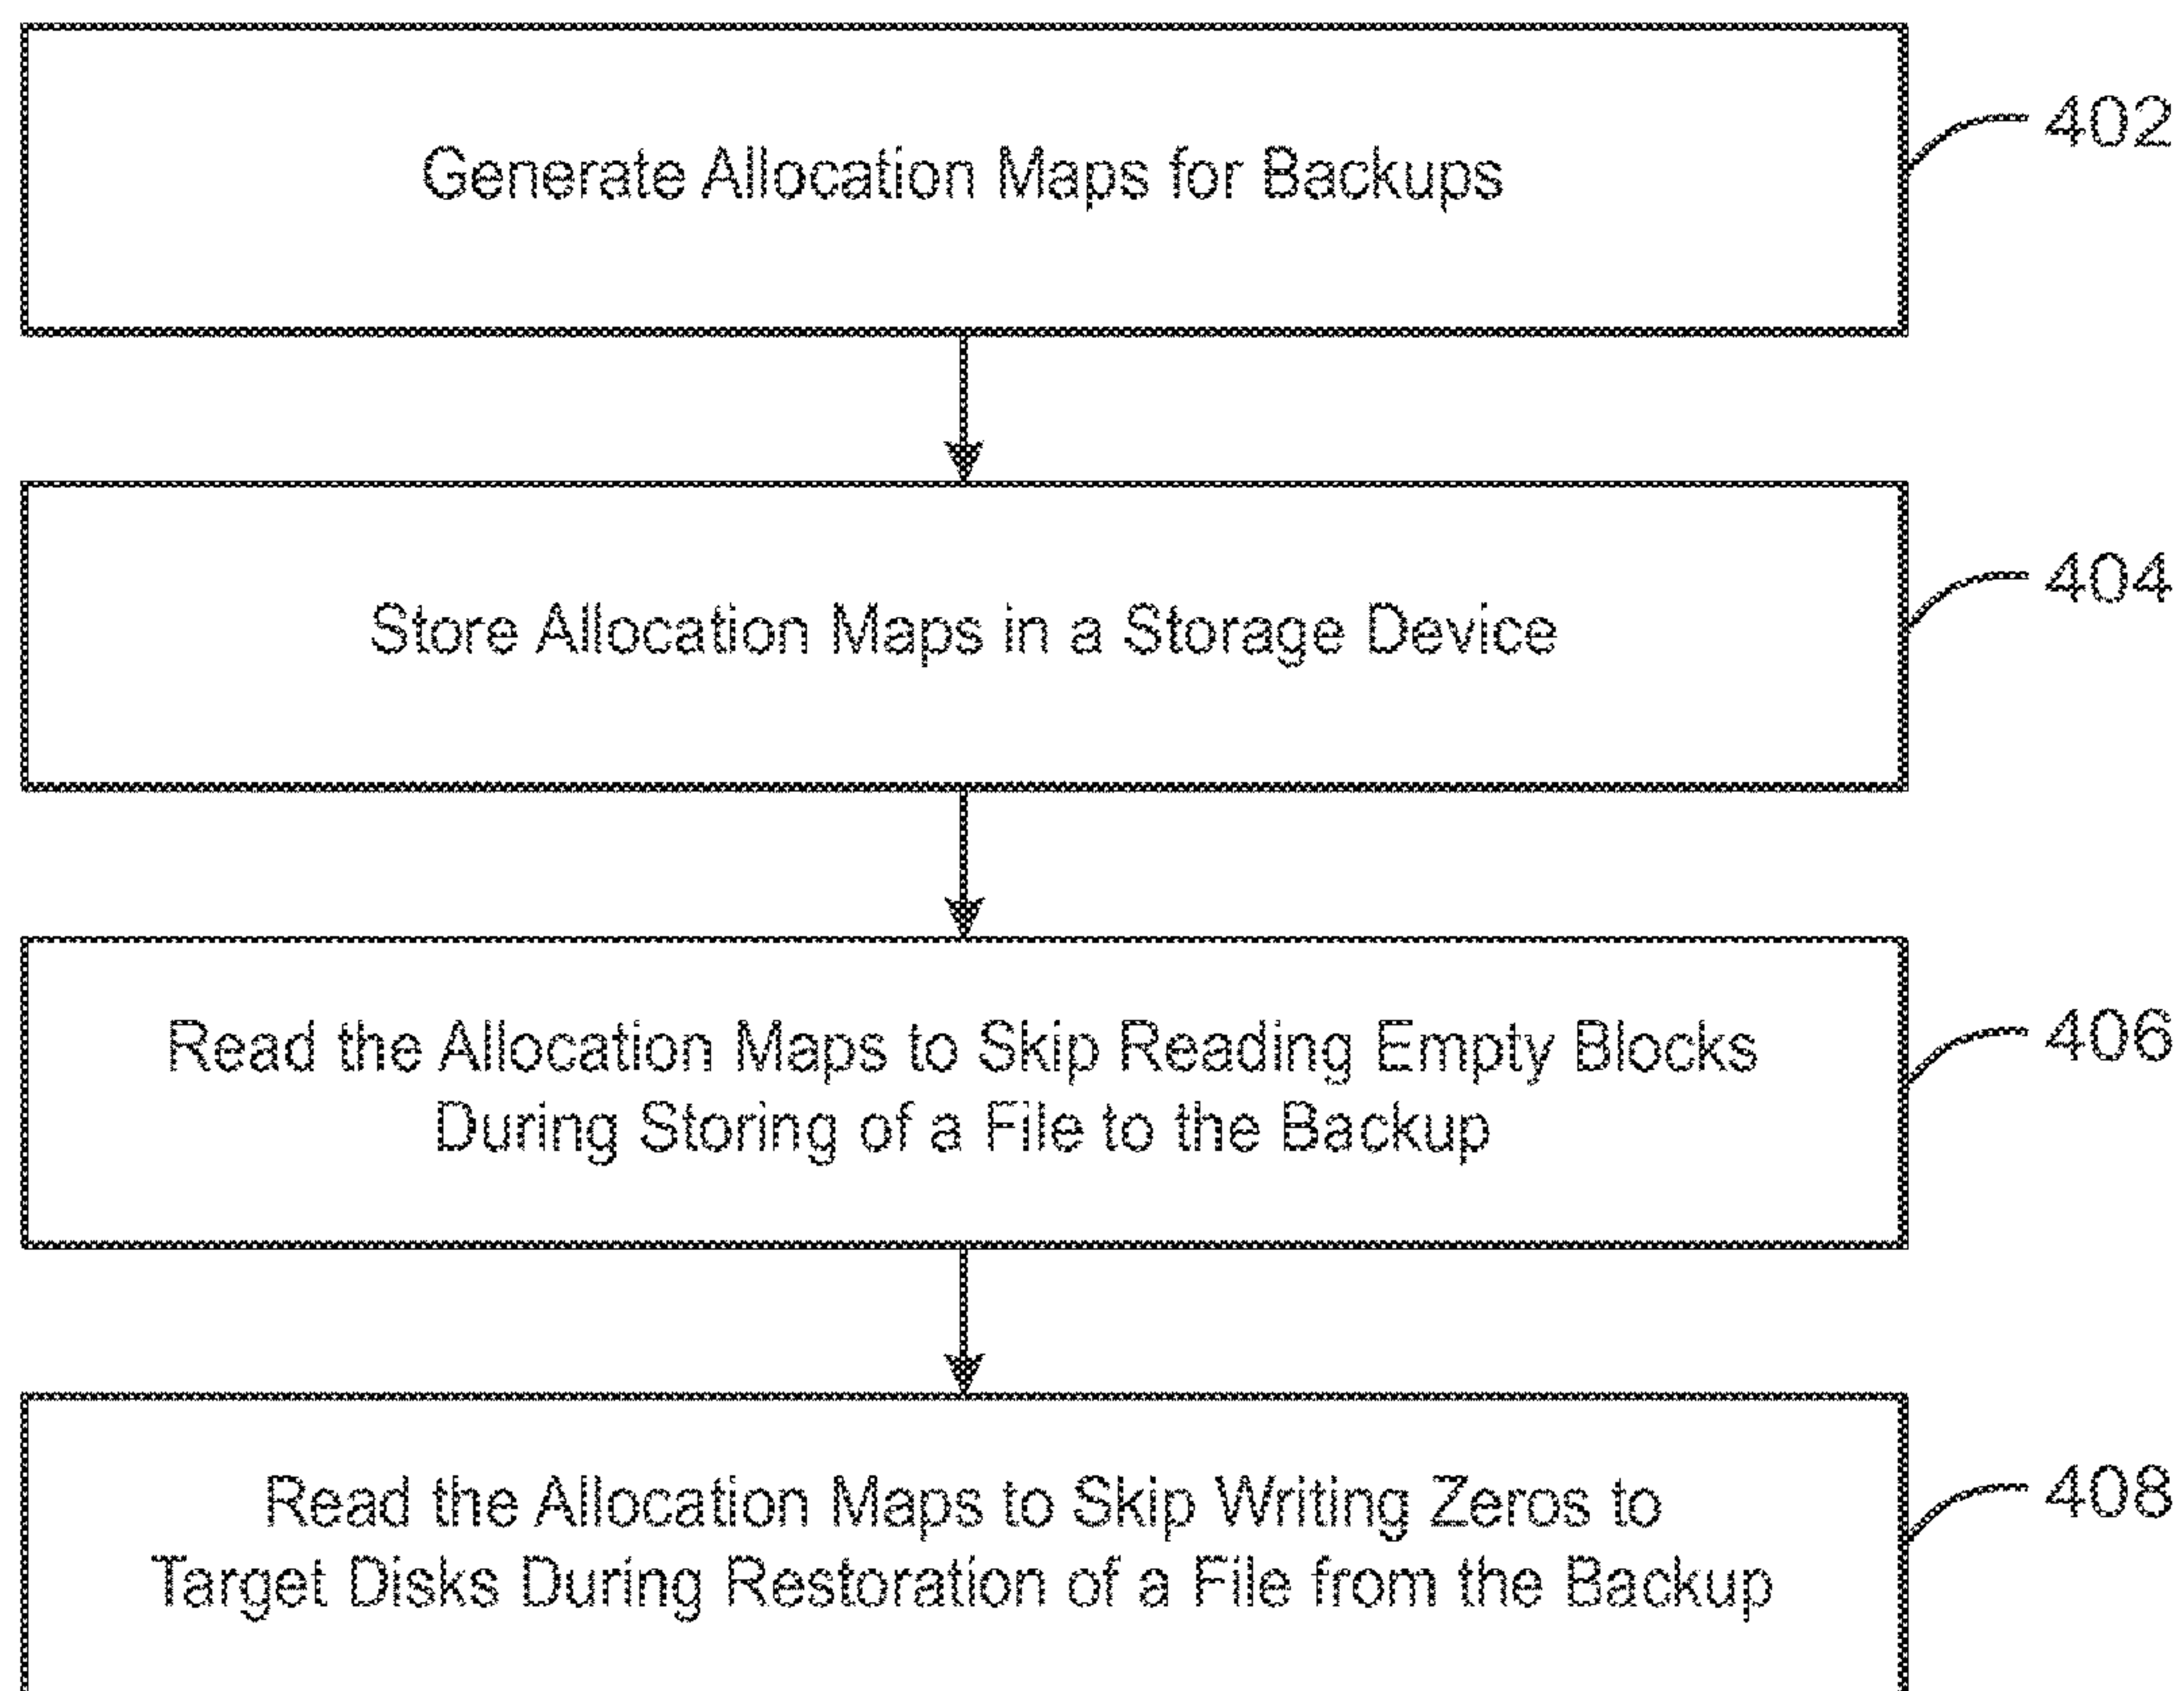 Generate Allocation Maps for Backups
402
Store Allocation Maps in a Storage Device
404
Read the Allocation Maps to Skip Reading Empty Blocks
During Storing of a File to the Backup
406
Read the Allocation Maps to Skip Writing Zeros to
Target Disks During Restoration of a File from the Backup
408